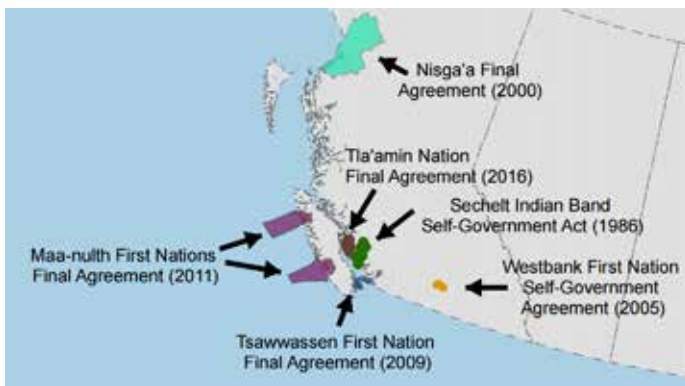 Nisga'a Final
Agreement (2000)
Tla'amin Nation
Final Agreement (2016)
Sechelt Indian Band
Self-Government Act (1986)
Maa-nulth First Nations
Final Agreement (2011)
Westbank First Nation
Self-Government
Agreement (2005)
Tsawwassen First Nation
Final Agreement (2009)